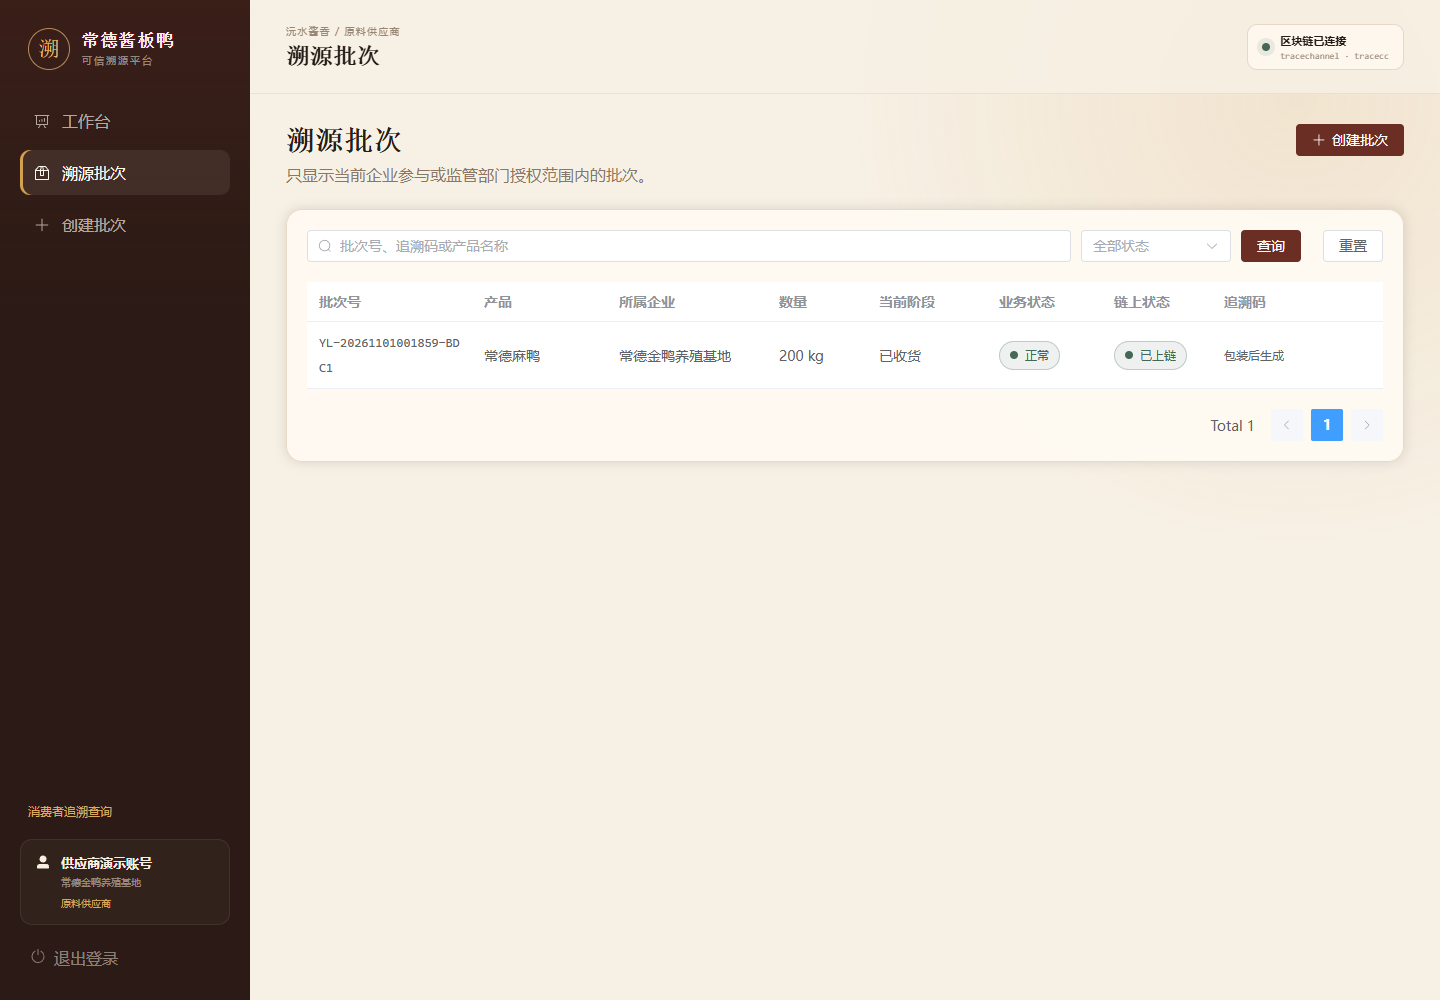 溯
常德酱板鸭
可信溯源平台
工作台
溯源批次
创建批次
消费者追溯查询
供应商演示账号
常德金鸭养殖基地
原料供应商
退出登录
沅水酱香 / 原料供应商
溯源批次
区块链已连接
tracechannel · tracecc
溯源批次
只显示当前企业参与或监管部门授权范围内的批次。
创建批次
批次号、追溯码或产品名称
全部状态
查询
重置
批次号 产品 所属企业 数量 当前阶段 业务状态 链上状态 追溯码
YL-20261101001859-BD
C1
常德麻鸭 常德金鸭养殖基地 200 kg 已收货 正常 已上链 包装后生成
Total 1
1